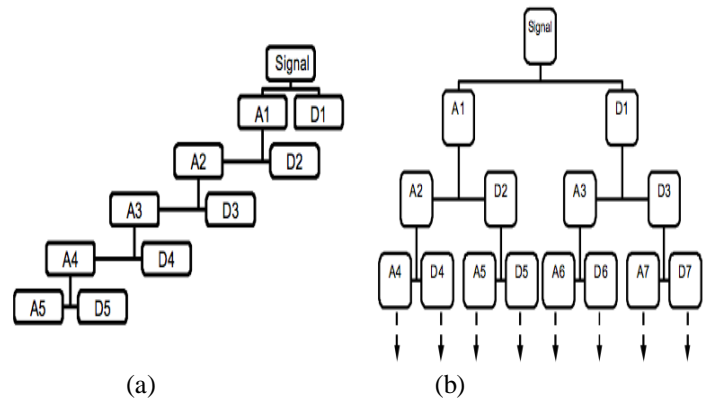 Signal
A1 D1
A2 D2
A3 D3
A4 D4
A5 D5
(a)
Signal
A1 D1
A2 D2 A3 D3
A4 D4 A5 D5 A6 D6 A7 D7
(b)